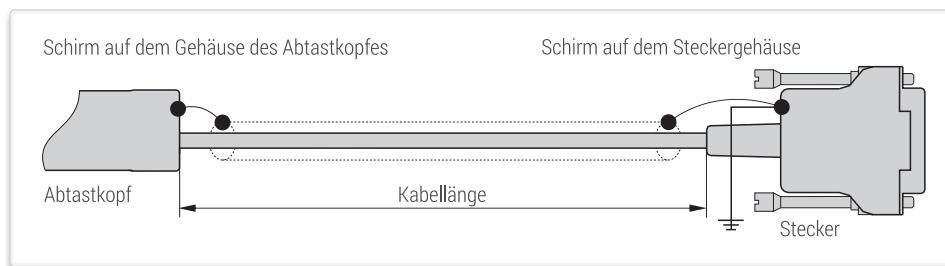 Schirm auf dem Gehäuse des Abtastkopfes
Schirm auf dem Steckergehäuse
Abtastkopf
Kabellänge
Stecker